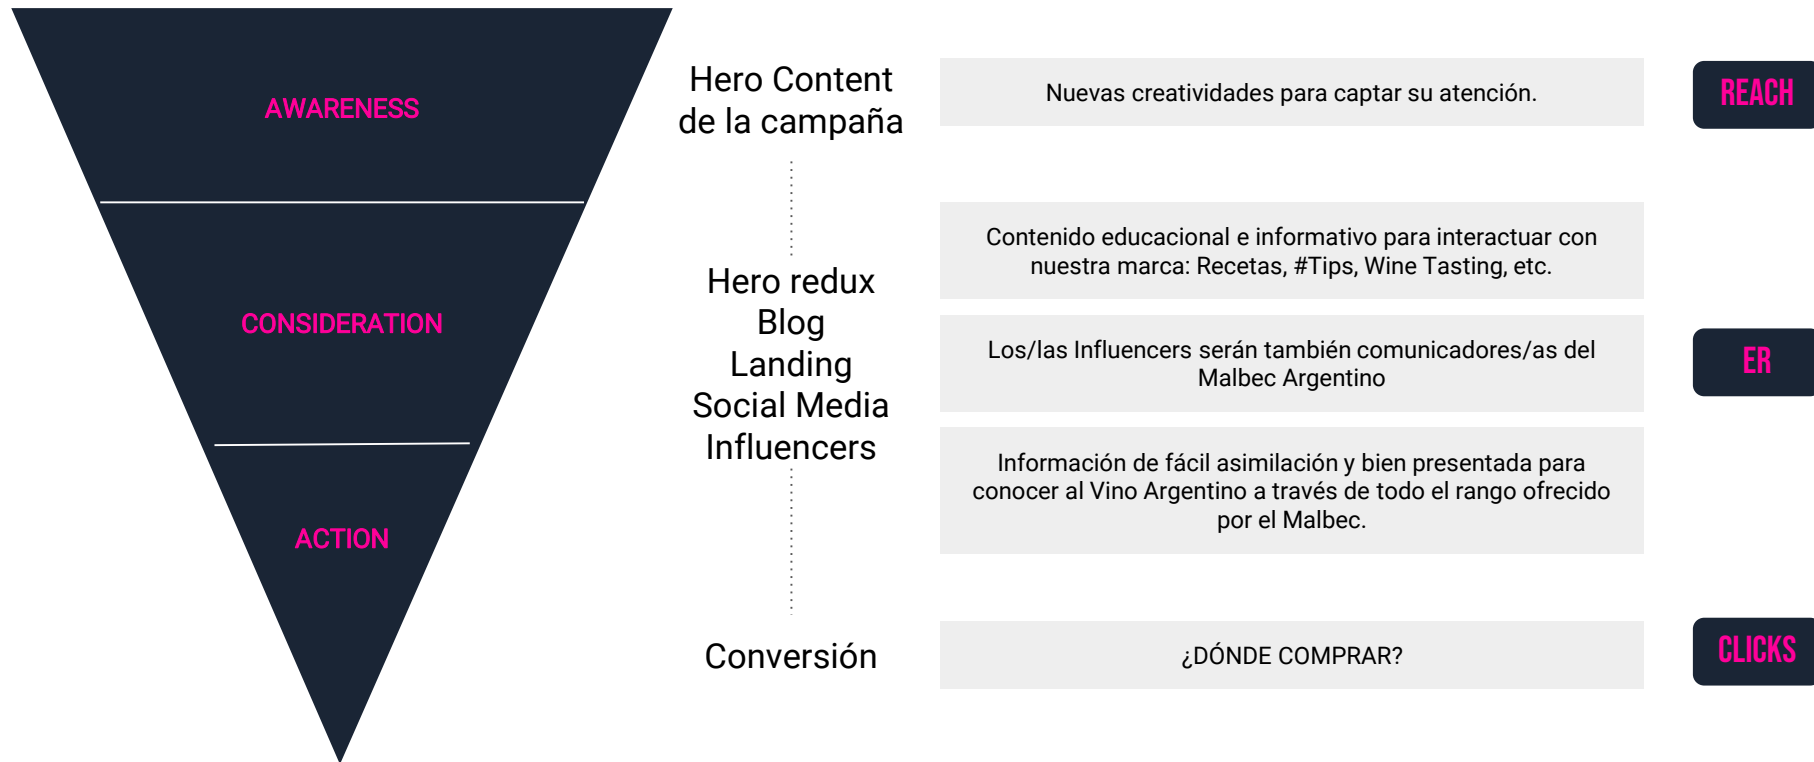 AWARENESS
Hero Content
de la campaña
Nuevas creatividades para captar su atención.
REACH
CONSIDERATION
Hero redux
Blog
Landing
Social Media
Influencers
Contenido educacional e informativo para interactuar con
nuestra marca: Recetas, #Tips, Wine Tasting, etc.
Los/las Influencers serán también comunicadores/as del
Malbec Argentino
Información de fácil asimilación y bien presentada para
conocer al Vino Argentino a través de todo el rango ofrecido
por el Malbec.
ER
ACTION
Conversión
¿DÓNDE COMPRAR?
CLICKS